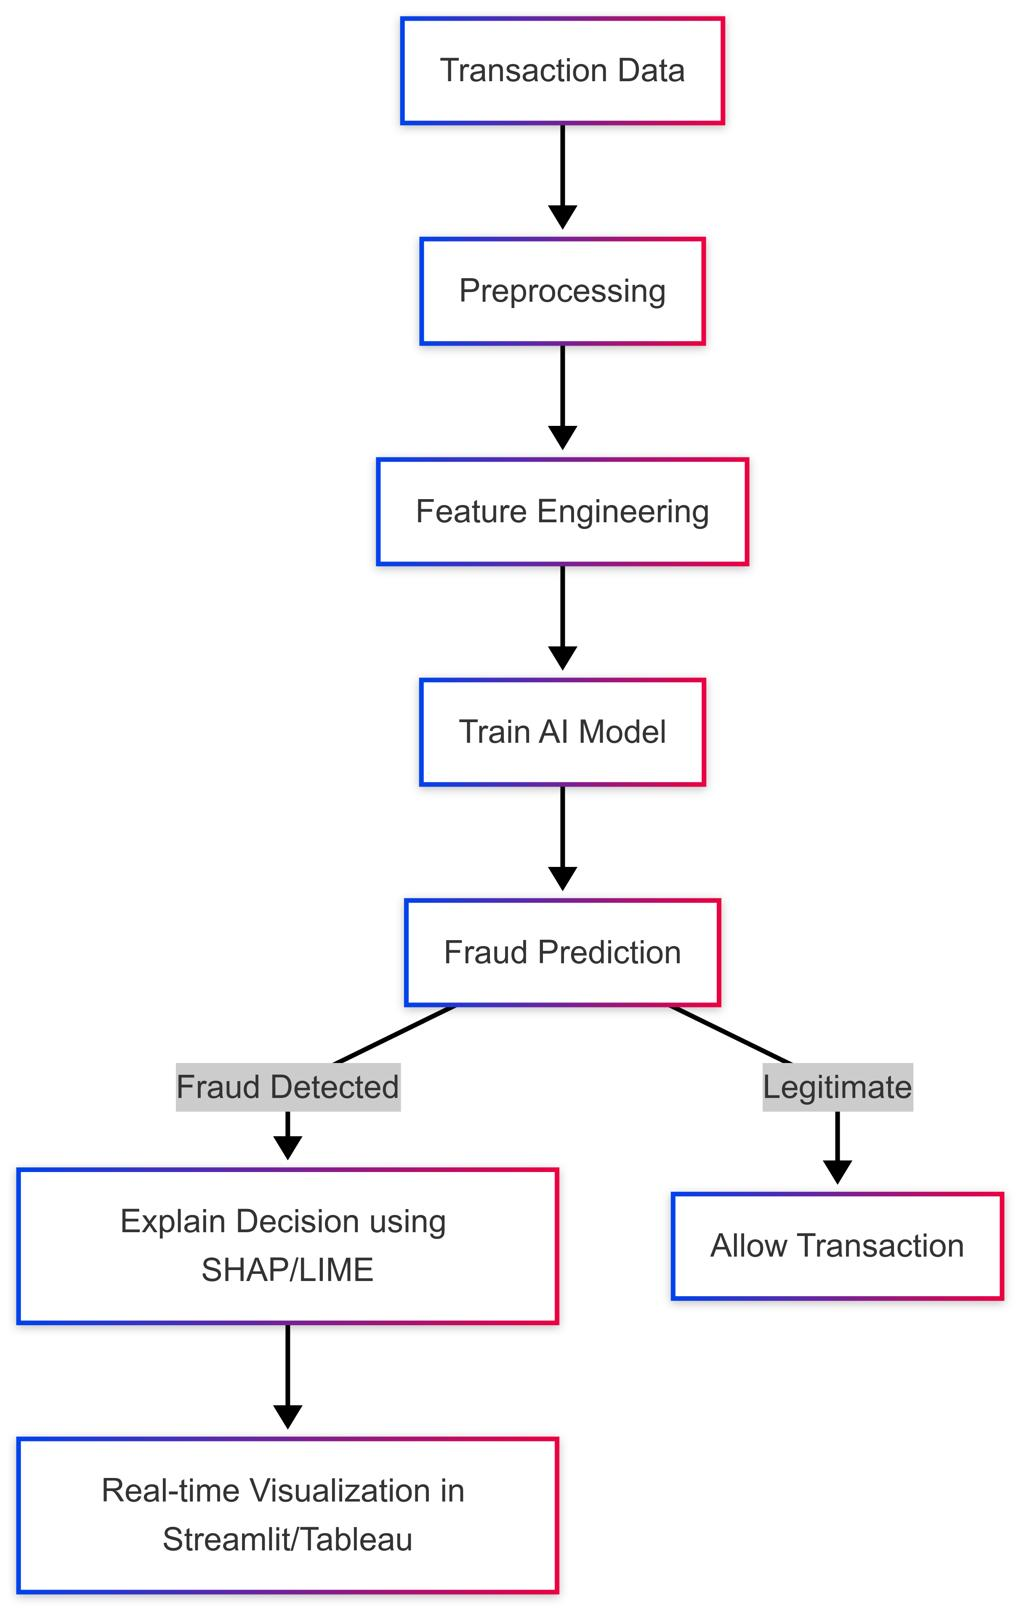 Transaction Data
Preprocessing
Feature Engineering
Train AI Model
Fraud Prediction
Fraud Detected
Legitimate
Explain Decision using
SHAP/LIME
Allow Transaction
Real-time Visualization in
Streamlit/Tableau